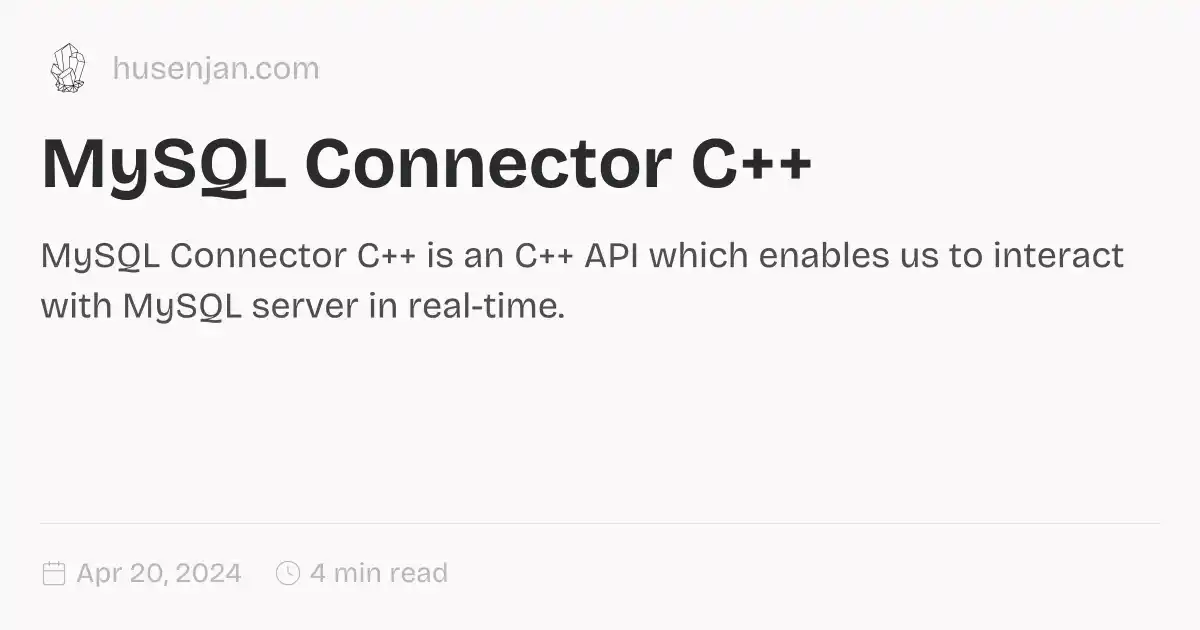 husenjan.com
MySQL Connector C++
MySQL Connector C++ is an C++ API which enables us to interact
with MySQL server in real-time.
Apr 20, 2024 4 min read